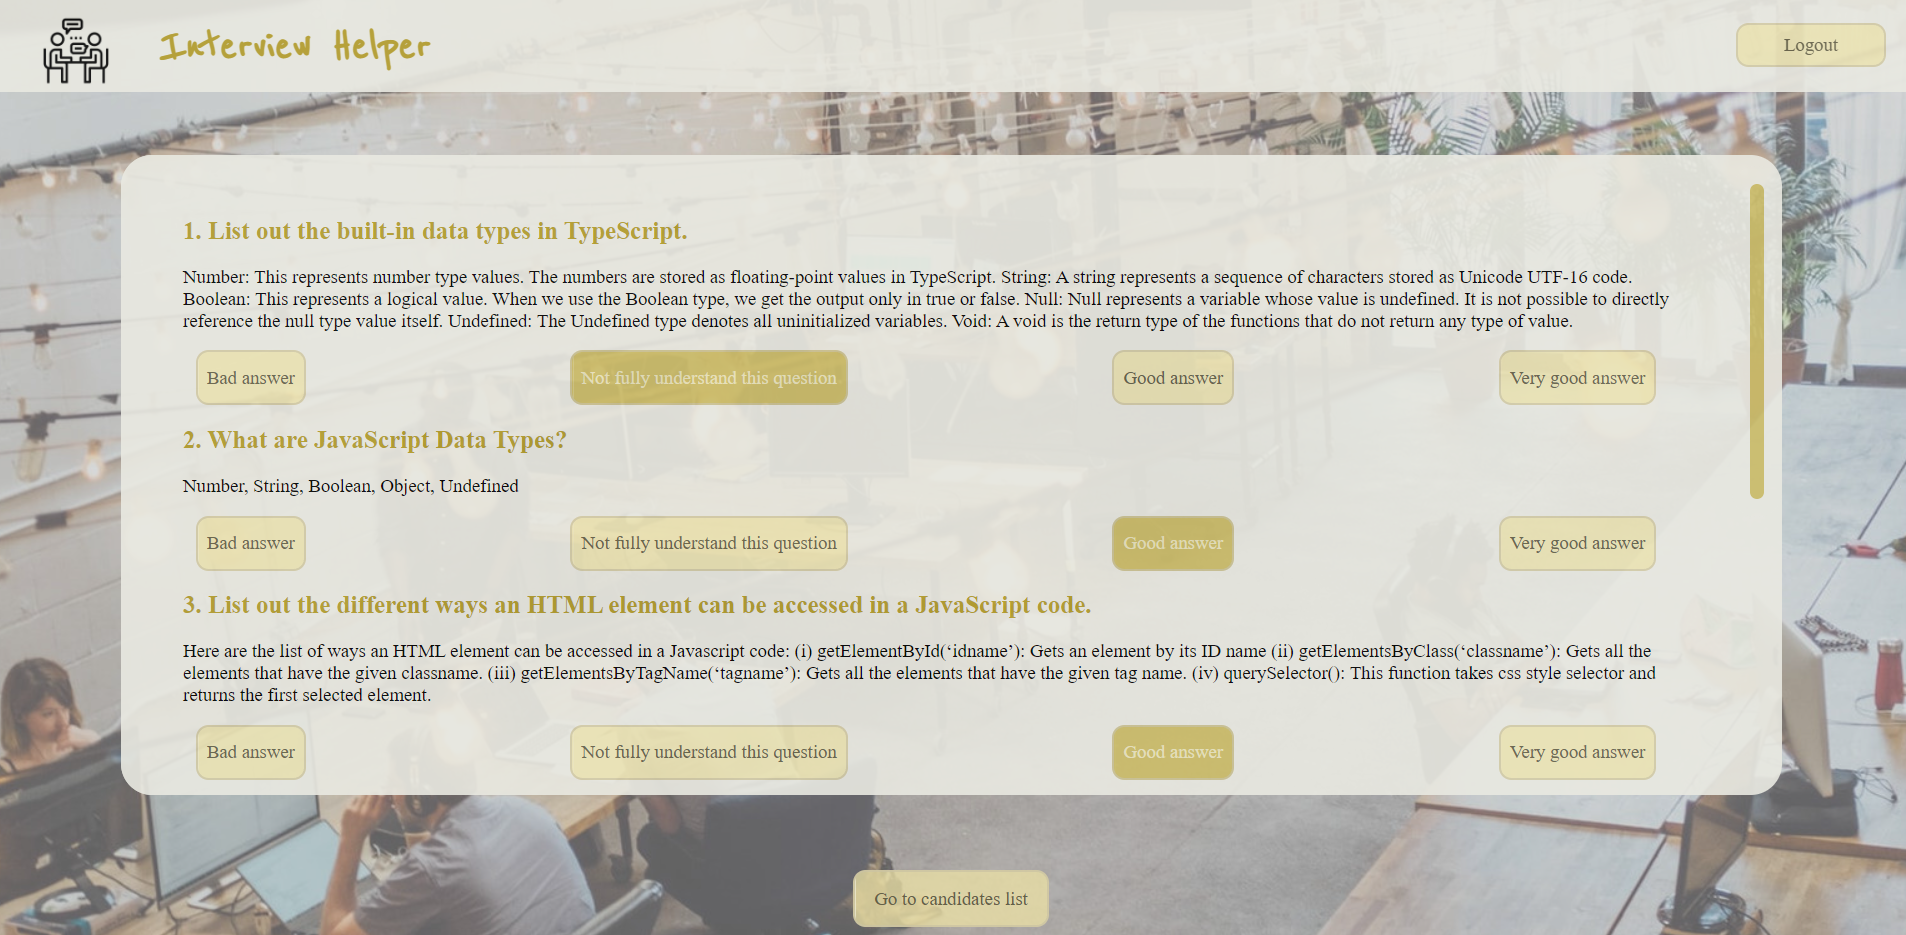 Interview Helper
Logout
1. List out the built-in data types in TypeScript.
Number: This represents number type values. The numbers are stored as floating-point values in TypeScript. String: A string represents a sequence of characters stored as Unicode UTF-16 code.
Boolean: This represents a logical value. When we use the Boolean type, we get the output only in true or false. Null: Null represents a variable whose value is undefined. It is not possible to directly
reference the null type value itself. Undefined: The Undefined type denotes all uninitialized variables. Void: A void is the return type of the functions that do not return any type of value.
Bad answer Not fully understand this question Good answer Very good answer
2. What are JavaScript Data Types?
Number, String, Boolean, Object, Undefined
Bad answer Not fully understand this question Good answer Very good answer
3. List out the different ways an HTML element can be accessed in a JavaScript code.
Here are the list of ways an HTML element can be accessed in a Javascript code: (i) getElementById(‘idname’): Gets an element by its ID name (ii) getElementsByClass(‘classname’): Gets all the
elements that have the given classname. (iii) getElementsByTagName(‘tagname’): Gets all the elements that have the given tag name. (iv) querySelector(): This function takes css style selector and
returns the first selected element.
Bad answer Not fully understand this question Good answer Very good answer
Go to candidates list